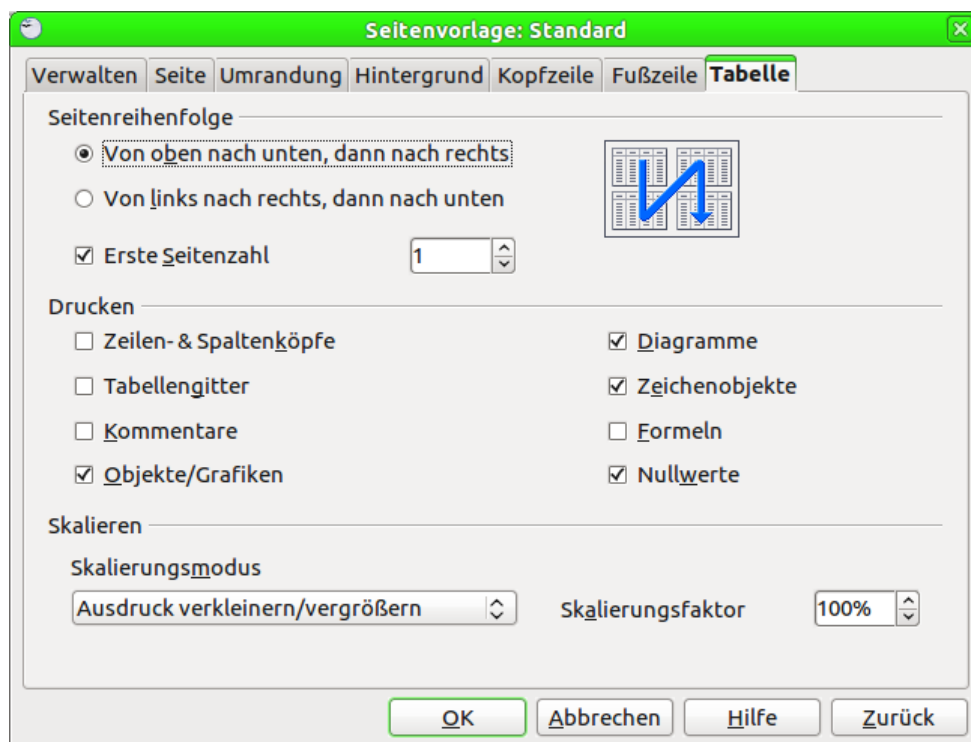 Seitenvorlage: Standard
Verwalten Seite Umrandung Hintergrund Kopfzeile Fußzeile Tabelle
Seitenreihenfolge
Von oben nach unten, dann nach rechts
Von links nach rechts, dann nach unten
Erste Seitenzahl 1
Drucken
Zeilen- & Spaltenköpfe Diagramme
Tabellengitter Zeichenobjekte
Kommentare Formeln
Objekte/Grafiken Nullwerte
Skalieren
Skalierungsmodus
Ausdruck verkleinern/vergrößern Skalierungsfaktor 100%
OK Abbrechen Hilfe Zurück